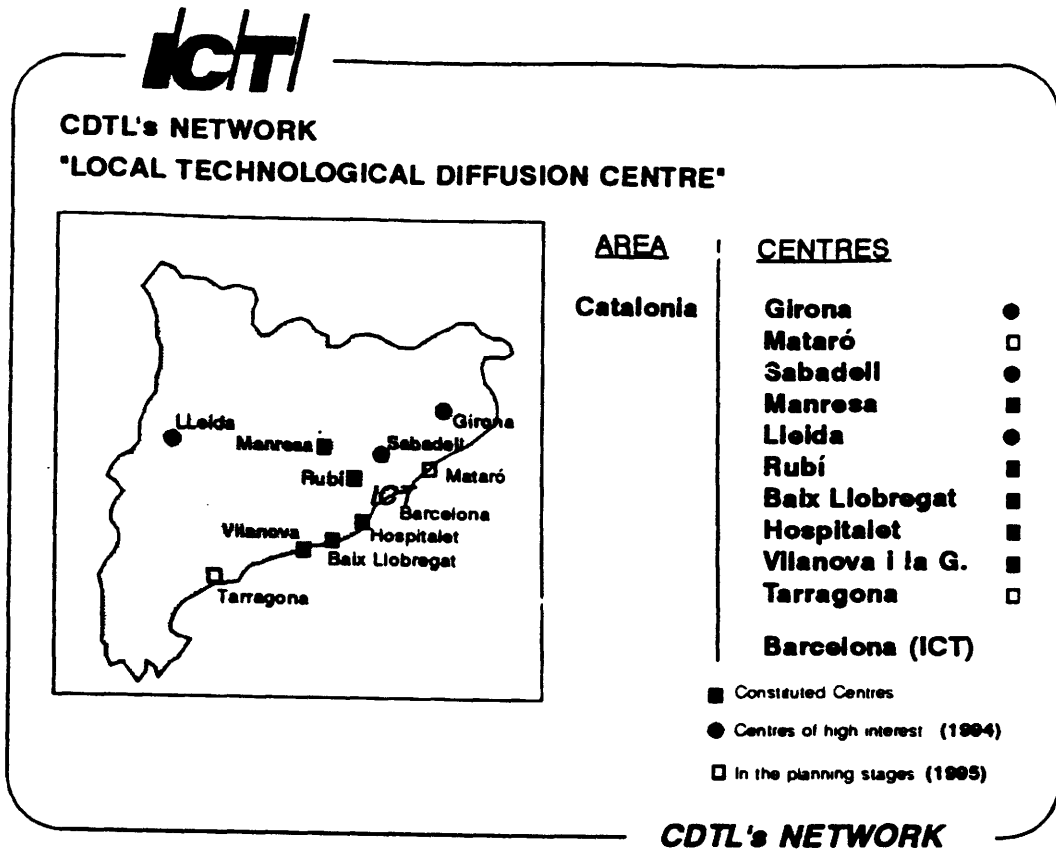 ICT
CDTL's NETWORK
"LOCAL TECHNOLOGICAL DIFFUSION CENTRE"
AREA
CENTRES
Catalonia
Girona
Mataró
Sabadell
Manresa
Lleida
Rubí
Baix Llobregat
Hospitalet
Vilanova i la G.
Tarragona
Barcelona (ICT)
LLeida
Girona
Manresa
Sabadell
Rubí
Mataró
ICT
Barcelona
Vilanova
Hospitalet
Baix Llobregat
Tarragona
Constituted Centres
Centres of high interest (1994)
In the planning stages (1995)
CDTL's NETWORK